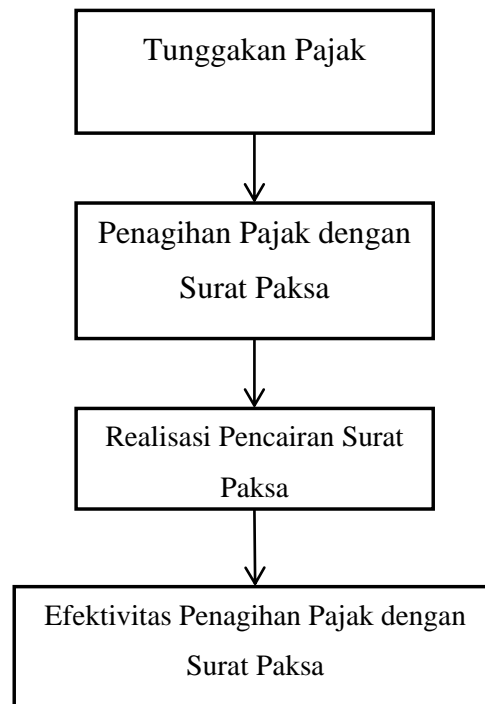 Tunggakan Pajak
Penagihan Pajak dengan
Surat Paksa
Realisasi Pencairan Surat
Paksa
Efektivitas Penagihan Pajak dengan
Surat Paksa